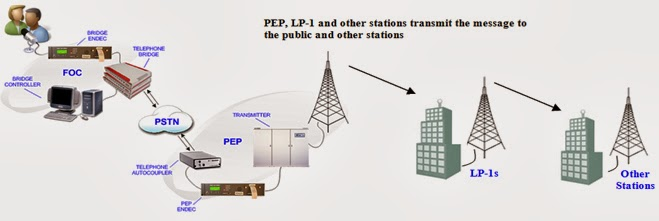 PEP, LP-1 and other stations transmit the message to
the public and other stations
BRIDGE
ENDEC
TELEPHONE
BRIDGE
FOC
BRIDGE
CONTROLLER
PSTN
TRANSMITTER
PEP
TELEPHONE
AUTOCOUPLER
PEP
ENDEC
LP-1s
Other
Stations